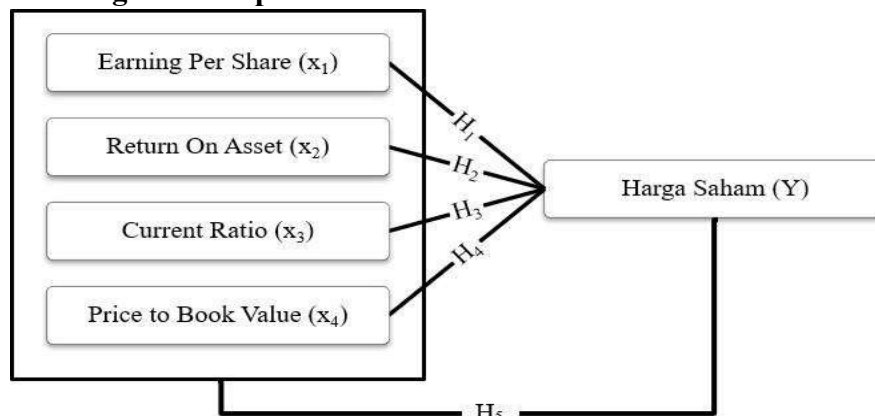 Earning Per Share (x₁)
H₁
Return On Asset (x₂)
H₂
Harga Saham (Y)
H₃
Current Ratio (x₃)
H₄
Price to Book Value (x₄)
H₅